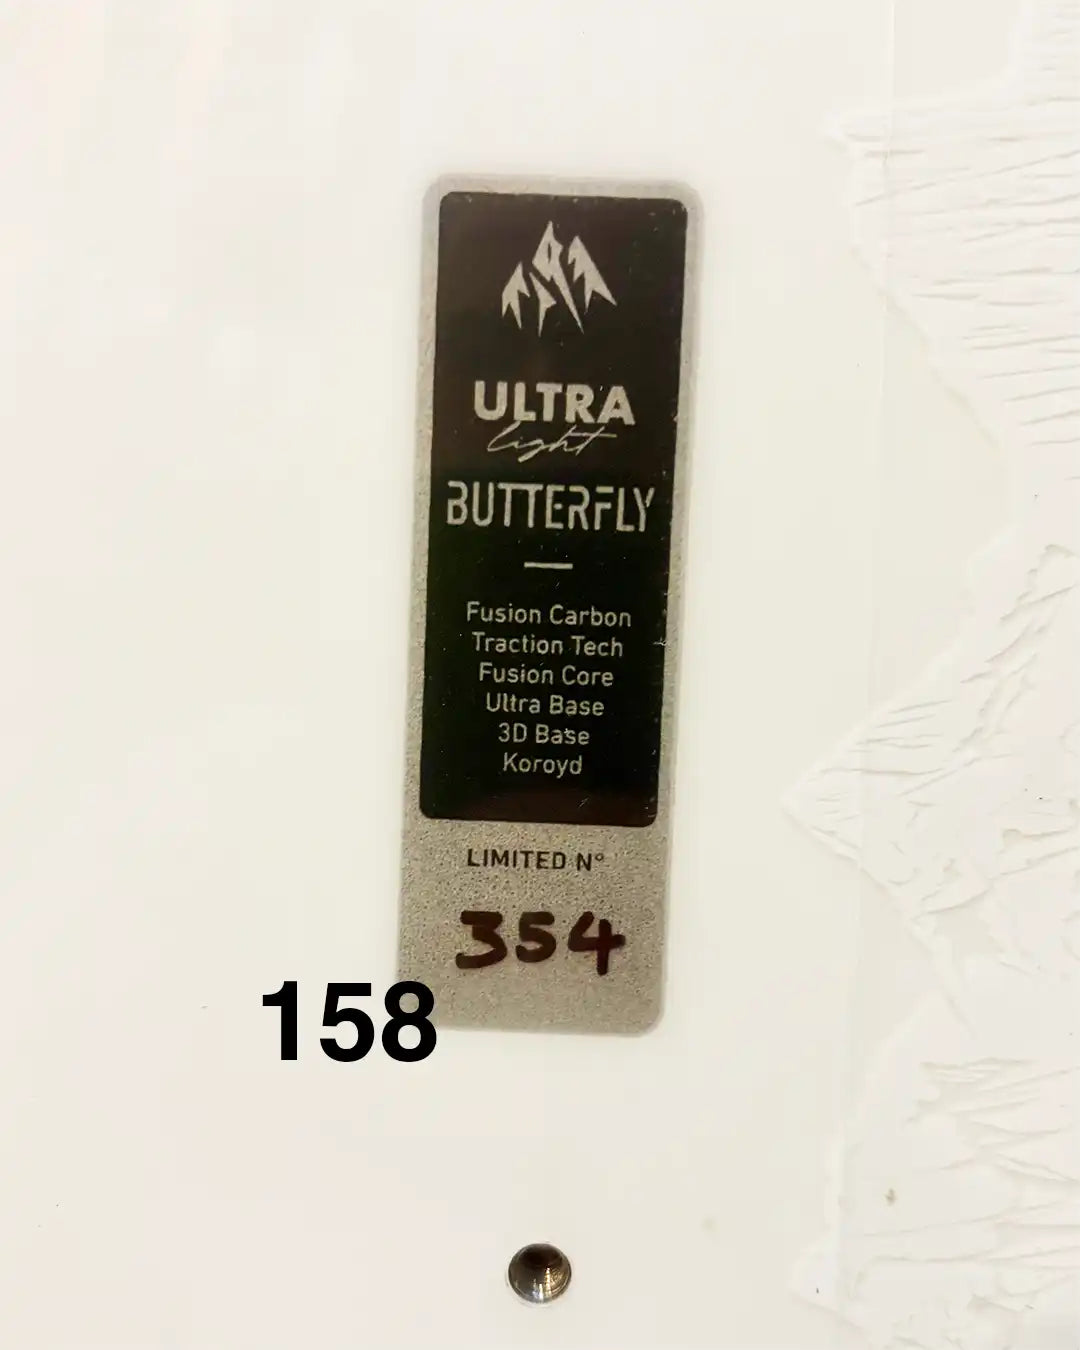 ULTRA
light
BUTTERFLY
Fusion Carbon
Traction Tech
Fusion Core
Ultra Base
3D Base
Koroyd
LIMITED N°
354
158